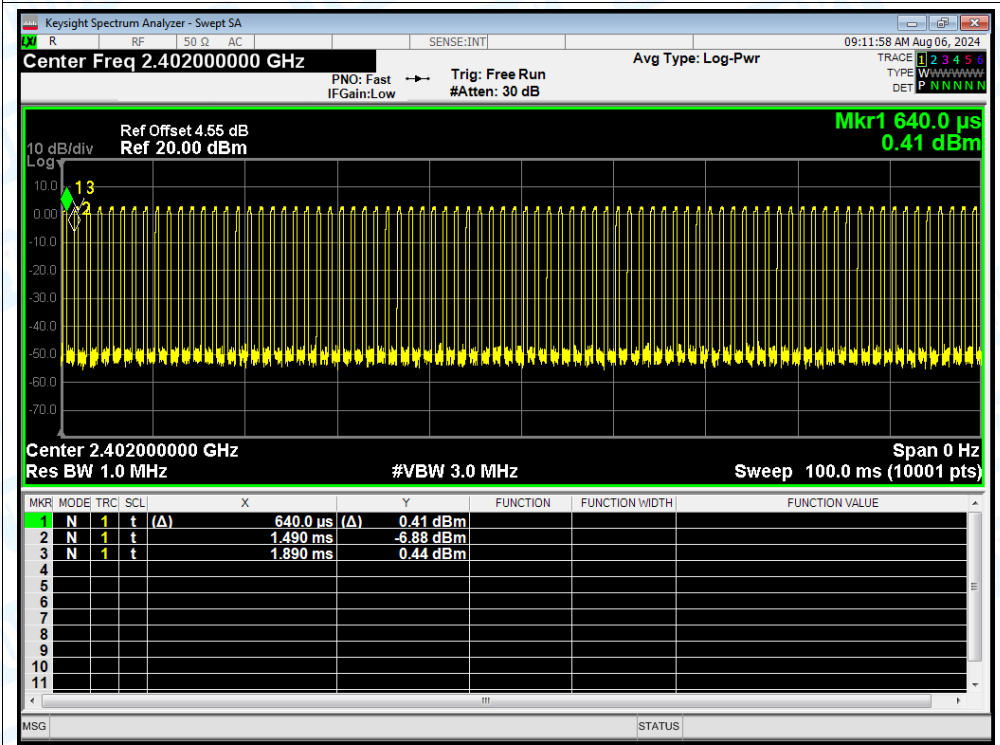 Keysight Spectrum Analyzer - Swept SA
LXI R RF 50 Ω AC SENSE:INT 09:11:58 AM Aug 06, 2024
Center Freq 2.402000000 GHz
PNO: Fast
IFGain:Low
Trig: Free Run
#Atten: 30 dB
Avg Type: Log-Pwr
TRACE 1 2 3 4 5 6
TYPE WWWWWW
DET P N N N N N
Mkr1 640.0 µs
0.41 dBm
10 dB/div
Log
Ref Offset 4.55 dB
Ref 20.00 dBm
10.0
0.00
-10.0
-20.0
-30.0
-40.0
-50.0
-60.0
-70.0
1 3
2
Center 2.402000000 GHz Span 0 Hz
Res BW 1.0 MHz #VBW 3.0 MHz Sweep 100.0 ms (10001 pts)
MKR MODE TRC SCL X Y FUNCTION FUNCTION WIDTH FUNCTION VALUE
1 N 1 t (Δ) 640.0 µs (Δ) 0.41 dBm
2 N 1 t 1.490 ms -6.88 dBm
3 N 1 t 1.890 ms 0.44 dBm
4
5
6
7
8
9
10
11
MSG STATUS